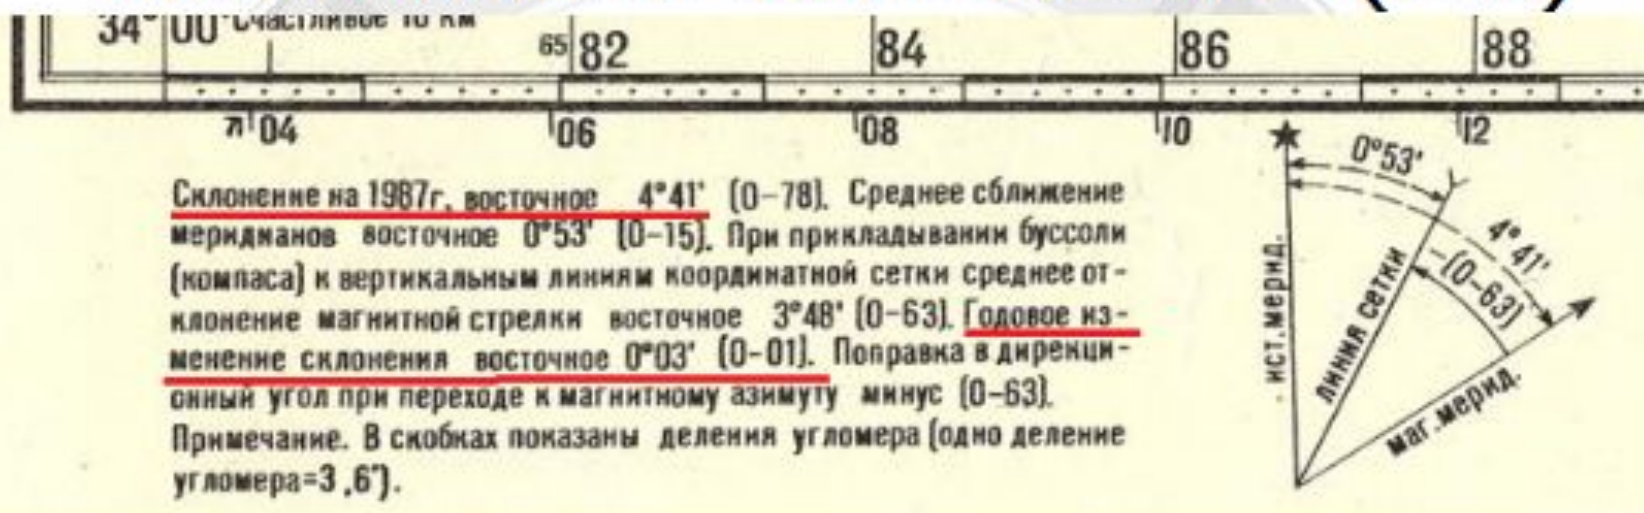 34° 00' Счастливое 10 км
65 82 84 86 88
04 06 08 10 12
Склонение на 1987г. восточное 4°41' (0-78). Среднее сближение
меридианов восточное 0°53' (0-15). При прикладывании буссоли
(компаса) к вертикальным линиям координатной сетки среднее от-
клонение магнитной стрелки восточное 3°48' (0-63). Годовое из-
менение склонения восточное 0°03' (0-01). Поправка в дирекци-
онный угол при переходе к магнитному азимуту минус (0-63).
Примечание. В скобках показаны деления угломера (одно деление
угломера=3,6').
0°53'
4°41'
-(0-63)
ист. мерид.
линия сетки
маг. мерид.